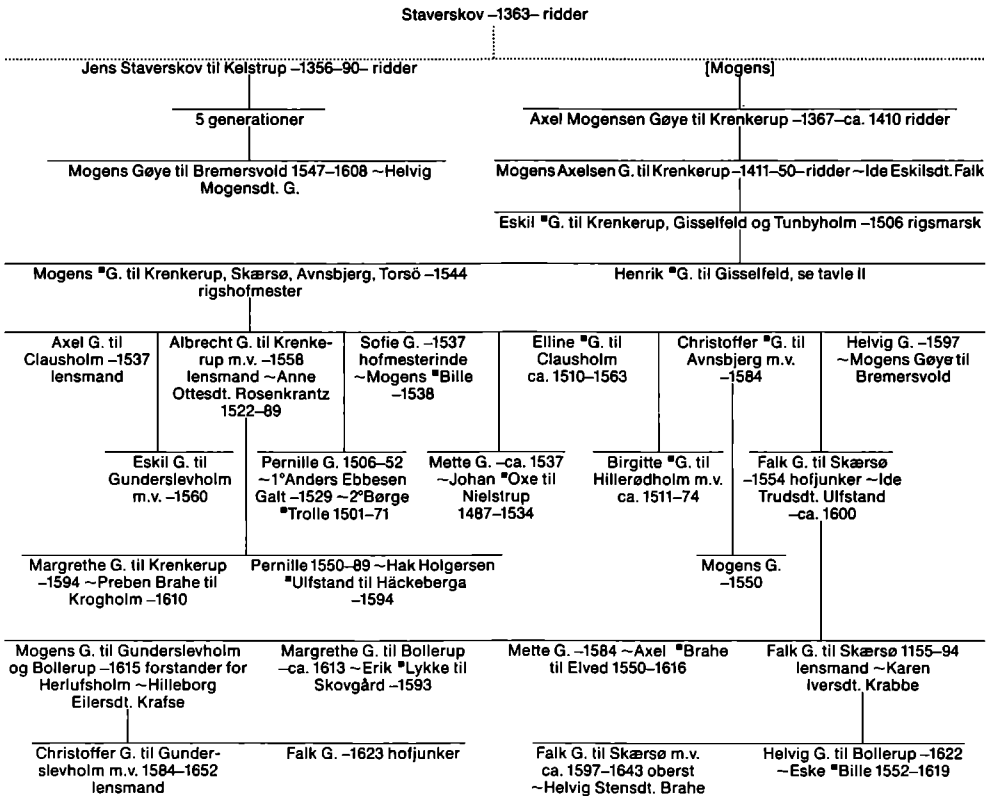 Staverskov –1363– ridder
Jens Staverskov til Kelstrup –1356–90– ridder
[Mogens]
5 generationer
Axel Mogensen Gøye til Krenkerup –1367–ca. 1410 ridder
Mogens Gøye til Bremersvold 1547–1608 ~Helvig
Mogensdt. G.
Mogens Axelsen G. til Krenkerup –1411–50– ridder ~Ide Eskilsdt. Falk
Eskil ■G. til Krenkerup, Gisselfeld og Tunbyholm –1506 rigsmarsk
Mogens ■G. til Krenkerup, Skærsø, Avnsbjerg, Torsö –1544
rigshofmester
Henrik ■G. til Gisselfeld, se tavle II
Axel G. til
Clausholm –1537
lensmand
Albrecht G. til Krenke-
rup m.v. –1558
lensmand ~Anne
Ottesdt. Rosenkrantz
1522–89
Sofie G. –1537
hofmesterinde
~Mogens ■Bille
–1538
Elline ■G. til
Clausholm
ca. 1510–1563
Christoffer ■G. til
Avnsbjerg m.v.
–1584
Helvig G. –1597
~Mogens Gøye til
Bremersvold
Eskil G. til
Gunderslevholm
m.v. –1560
Pernille G. 1506–52
~1°Anders Ebbesen
Galt –1529 ~2°Børge
■Trolle 1501–71
Mette G. –ca. 1537
~Johan ■Oxe til
Nielstrup
1487–1534
Birgitte ■G. til
Hillerødholm m.v.
ca. 1511–74
Falk G. til Skærsø
–1554 hofjunker ~Ide
Trudsdt. Ulfstand
–ca. 1600
Margrethe G. til Krenkerup
–1594 ~Preben Brahe til
Krogholm –1610
Pernille 1550–89 ~Hak Holgersen
■Ulfstand til Häckeberga
–1594
Mogens G.
–1550
Mogens G. til Gunderslevholm
og Bollerup –1615 forstander for
Herlufsholm ~Hilleborg
Eilersdt. Krafse
Margrethe G. til Bollerup
–ca. 1613 ~Erik ■Lykke til
Skovgård –1593
Mette G. –1584 ~Axel ■Brahe
til Elved 1550–1616
Falk G. til Skærsø 1155–94
lensmand ~Karen
Iversdt. Krabbe
Christoffer G. til Gunder-
slevholm m.v. 1584–1652
lensmand
Falk G. –1623 hofjunker
Falk G. til Skærsø m.v.
ca. 1597–1643 oberst
~Helvig Stensdt. Brahe
Helvig G. til Bollerup –1622
~Eske ■Bille 1552–1619